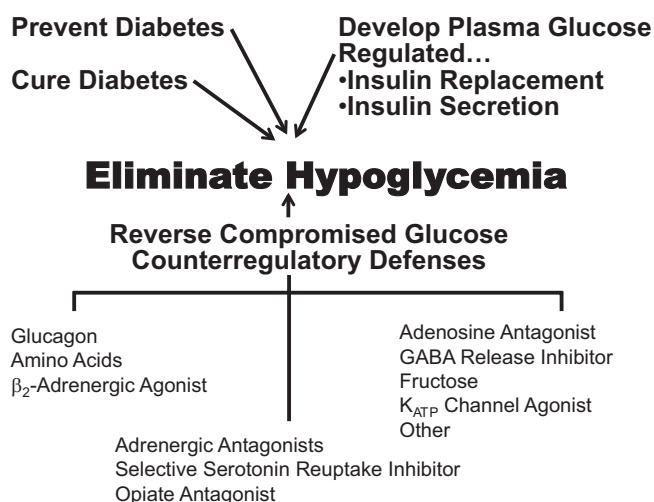 Prevent Diabetes
Cure Diabetes
Develop Plasma Glucose
Regulated…
•Insulin Replacement
•Insulin Secretion
Eliminate Hypoglycemia
Reverse Compromised Glucose
Counterregulatory Defenses
Glucagon
Amino Acids
β₂-Adrenergic Agonist
Adrenergic Antagonists
Selective Serotonin Reuptake Inhibitor
Opiate Antagonist
Adenosine Antagonist
GABA Release Inhibitor
Fructose
K_ATP Channel Agonist
Other